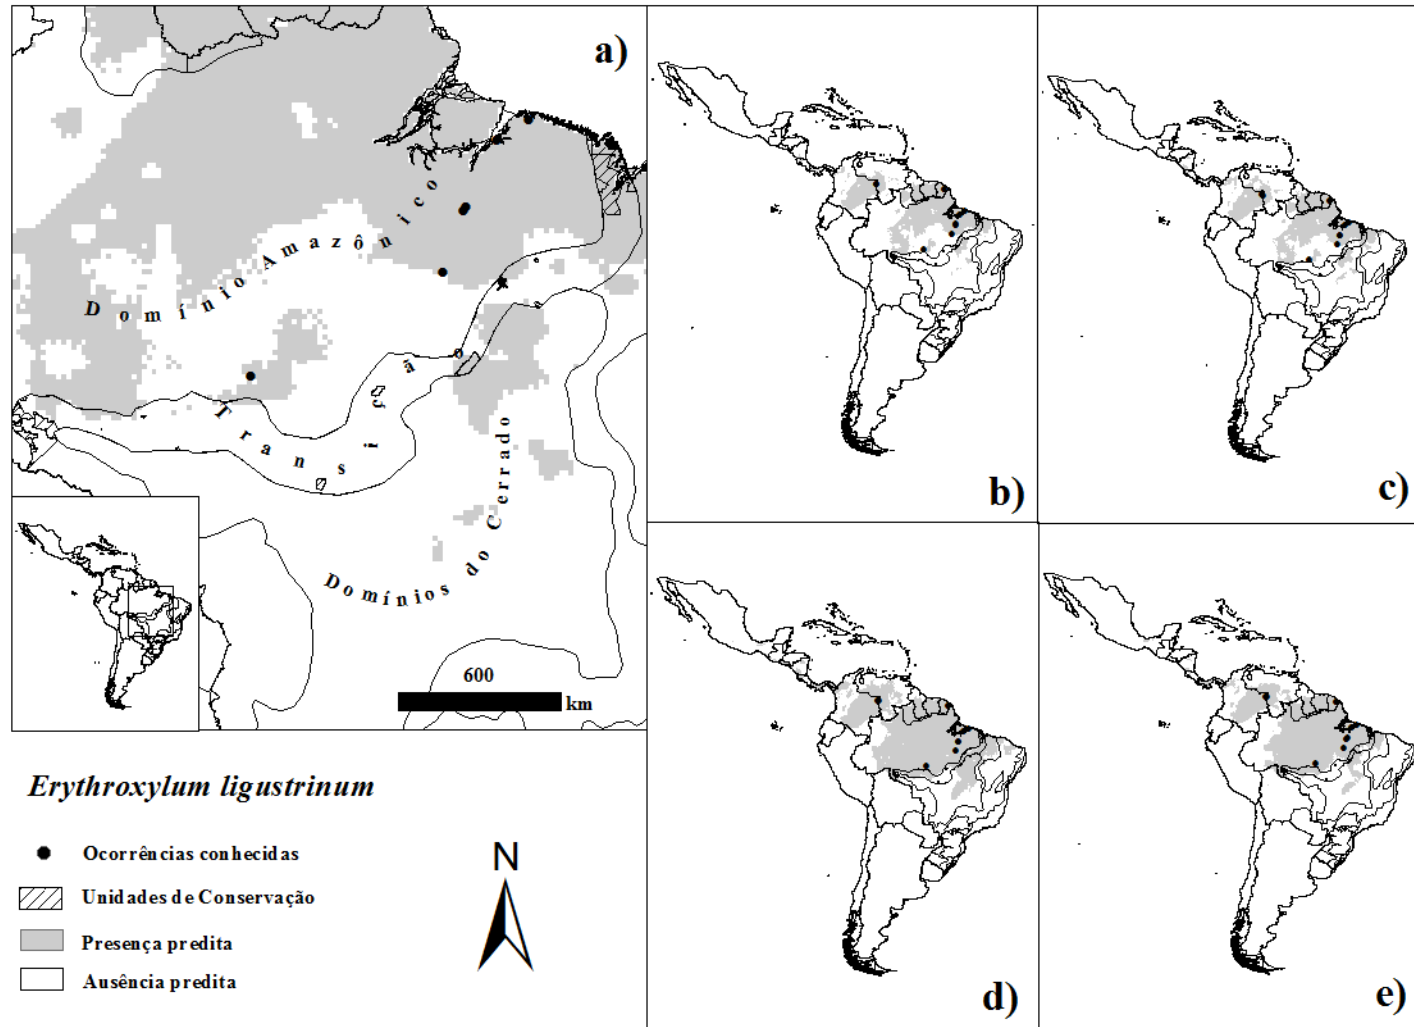 a)
b)
c)
Domínio Amazônico
Transição
Domínios do Cerrado
600
km
Erythroxylum ligustrinum
Ocorrências conhecidas
Unidades de Conservação
Presença predita
Ausência predita
N
d)
e)